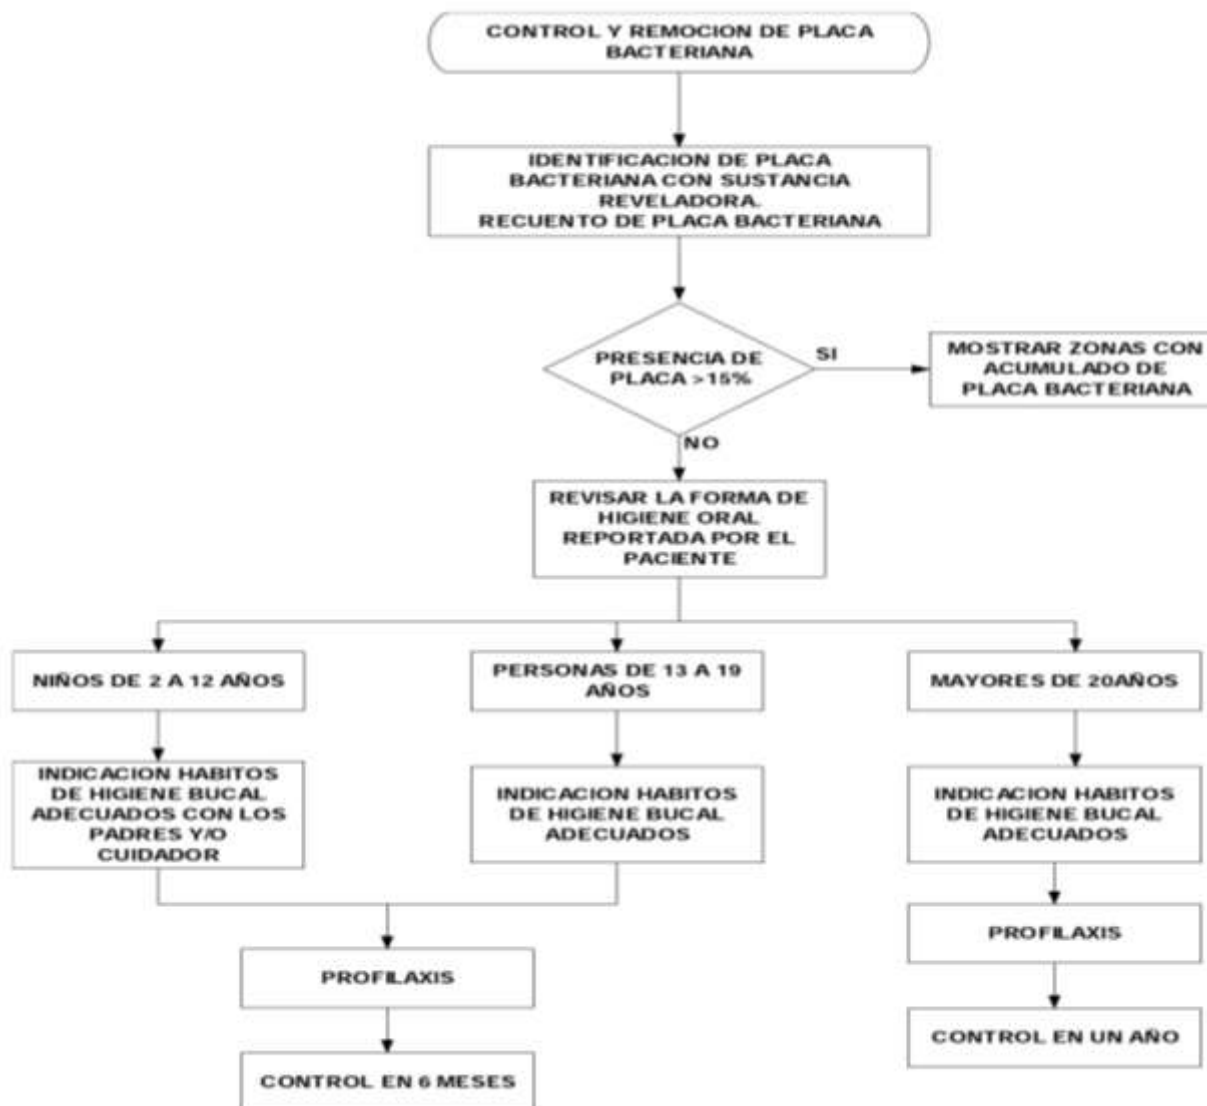 CONTROL Y REMOCION DE PLACA
BACTERIANA
IDENTIFICACION DE PLACA
BACTERIANA CON SUSTANCIA
REVELADORA.
RECUENTO DE PLACA BACTERIANA
PRESENCIA DE
PLACA >15%
SI
MOSTRAR ZONAS CON
ACUMULADO DE
PLACA BACTERIANA
NO
REVISAR LA FORMA DE
HIGIENE ORAL
REPORTADA POR EL
PACIENTE
NIÑOS DE 2 A 12 AÑOS
PERSONAS DE 13 A 19
AÑOS
MAYORES DE 20AÑOS
INDICACION HABITOS
DE HIGIENE BUCAL
ADECUADOS CON LOS
PADRES Y/O
CUIDADOR
INDICACION HABITOS
DE HIGIENE BUCAL
ADECUADOS
INDICACION HABITOS
DE HIGIENE BUCAL
ADECUADOS
PROFILAXIS
PROFILAXIS
CONTROL EN 6 MESES
CONTROL EN UN AÑO